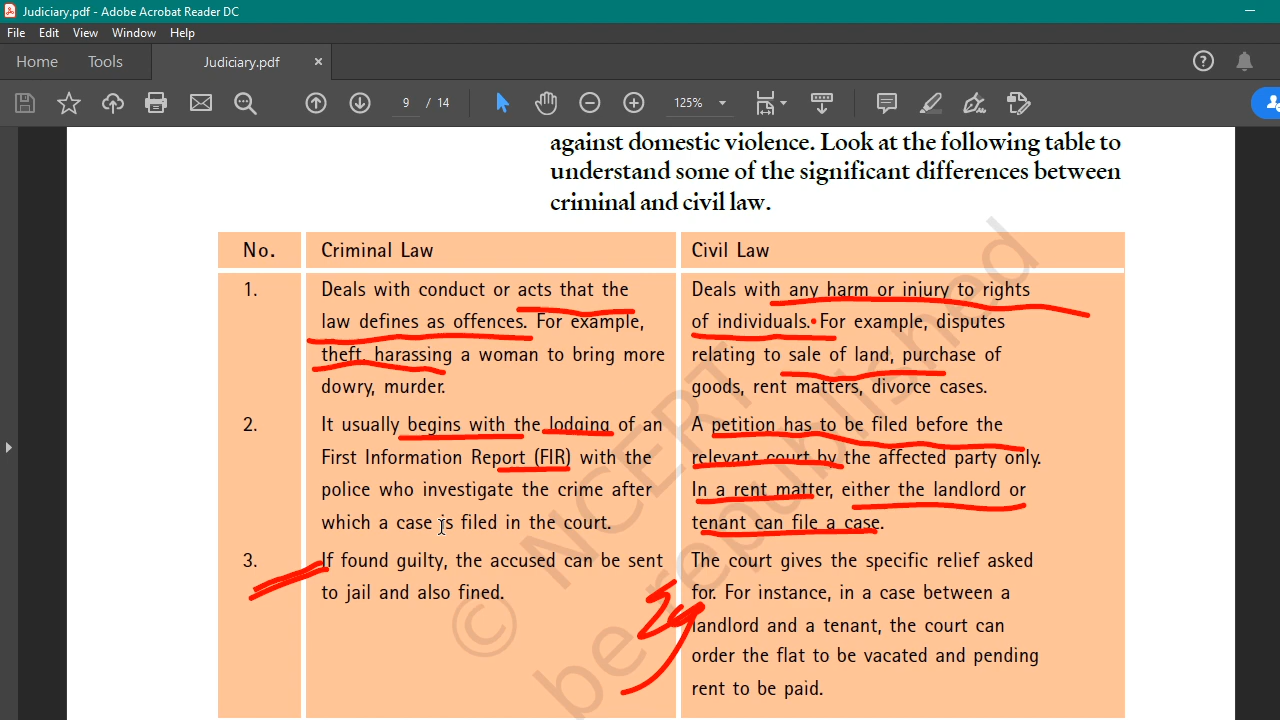 Judiciary.pdf - Adobe Acrobat Reader DC
File Edit View Window Help
Home Tools Judiciary.pdf ×
9 / 14 125%
against domestic violence. Look at the following table to
understand some of the significant differences between
criminal and civil law.
No. Criminal Law Civil Law
1. Deals with conduct or acts that the
law defines as offences. For example,
theft, harassing a woman to bring more
dowry, murder.
Deals with any harm or injury to rights
of individuals. For example, disputes
relating to sale of land, purchase of
goods, rent matters, divorce cases.
2. It usually begins with the lodging of an
First Information Report (FIR) with the
police who investigate the crime after
which a case is filed in the court.
A petition has to be filed before the
relevant court by the affected party only.
In a rent matter, either the landlord or
tenant can file a case.
3. If found guilty, the accused can be sent
to jail and also fined.
The court gives the specific relief asked
for. For instance, in a case between a
landlord and a tenant, the court can
order the flat to be vacated and pending
rent to be paid.
© NCERT
be republished